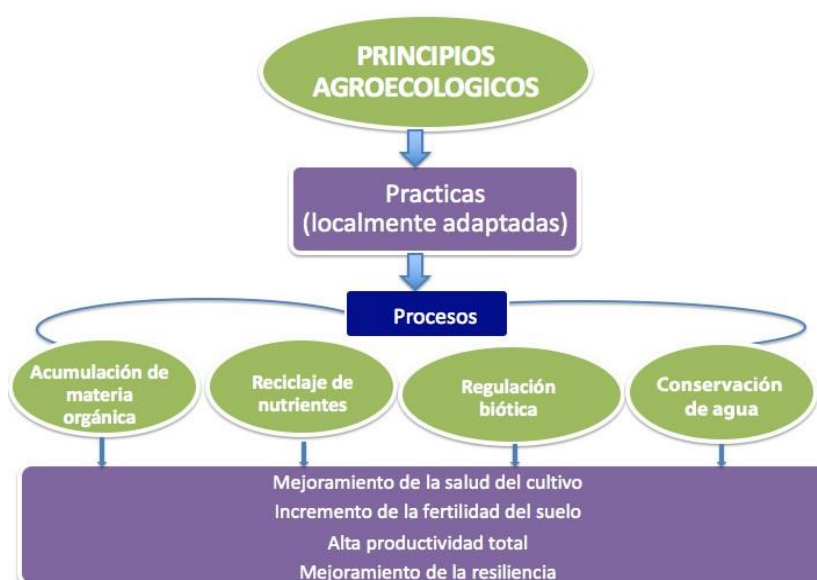 PRINCIPIOS
AGROECOLOGICOS
Practicas
(localmente adaptadas)
Procesos
Acumulación de
materia
orgánica
Reciclaje de
nutrientes
Regulación
biótica
Conservación
de agua
Mejoramiento de la salud del cultivo
Incremento de la fertilidad del suelo
Alta productividad total
Mejoramiento de la resiliencia